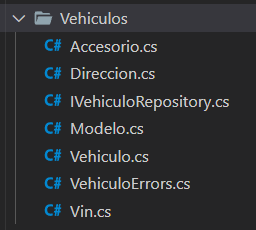 Vehiculos
C# Accesorio.cs
C# Direccion.cs
C# IVehiculoRepository.cs
C# Modelo.cs
C# Vehiculo.cs
C# VehiculoErrors.cs
C# Vin.cs